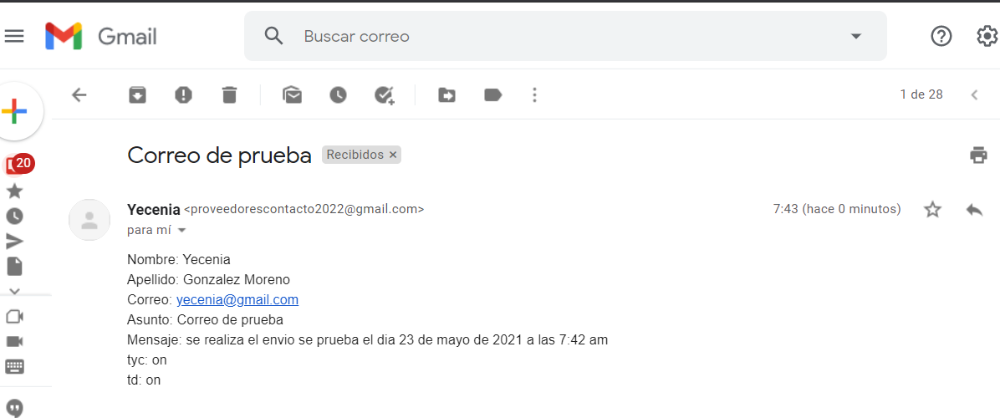 Gmail
Buscar correo
1 de 28
20
Correo de prueba Recibidos ×
Yecenia <proveedorescontacto2022@gmail.com> 7:43 (hace 0 minutos)
para mí
Nombre: Yecenia
Apellido: Gonzalez Moreno
Correo: yecenia@gmail.com
Asunto: Correo de prueba
Mensaje: se realiza el envio se prueba el dia 23 de mayo de 2021 a las 7:42 am
tyc: on
td: on